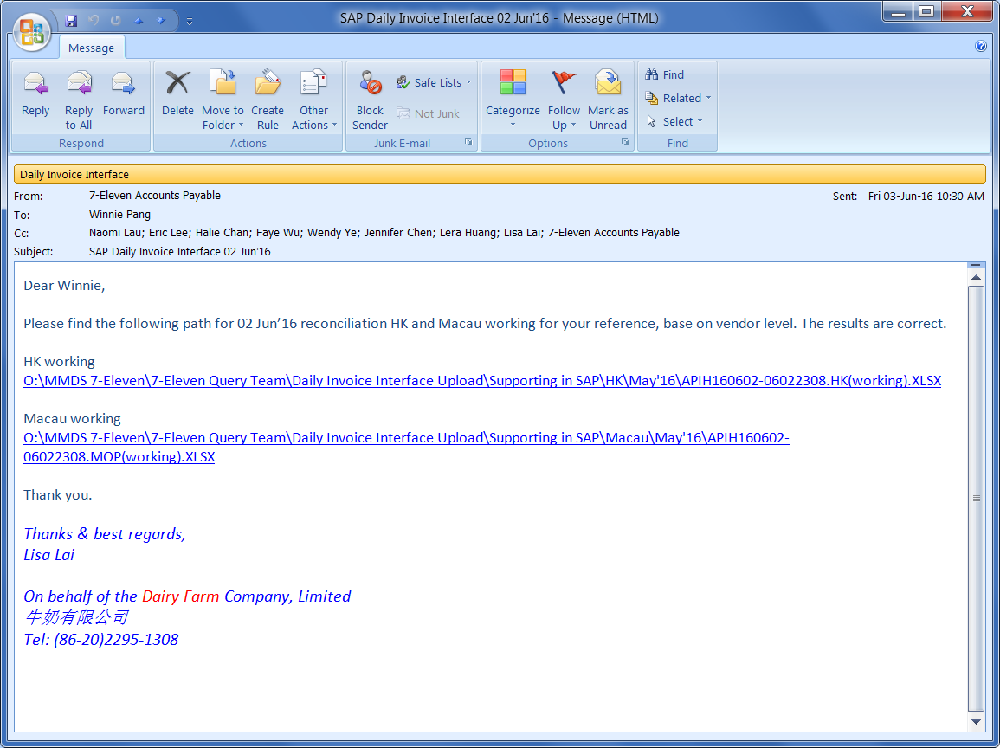 SAP Daily Invoice Interface 02 Jun'16 - Message (HTML)
Message
Reply
Reply to All
Forward
Respond
Delete
Move to Folder
Create Rule
Other Actions
Actions
Block Sender
Safe Lists
Not Junk
Junk E-mail
Categorize
Follow Up
Mark as Unread
Options
Find
Related
Select
Find
Daily Invoice Interface
From: 7-Eleven Accounts Payable Sent: Fri 03-Jun-16 10:30 AM
To: Winnie Pang
Cc: Naomi Lau; Eric Lee; Halie Chan; Faye Wu; Wendy Ye; Jennifer Chen; Lera Huang; Lisa Lai; 7-Eleven Accounts Payable
Subject: SAP Daily Invoice Interface 02 Jun'16
Dear Winnie,
Please find the following path for 02 Jun’16 reconciliation HK and Macau working for your reference, base on vendor level. The results are correct.
HK working
O:\MMDS 7-Eleven\7-Eleven Query Team\Daily Invoice Interface Upload\Supporting in SAP\HK\May'16\APIH160602-06022308.HK(working).XLSX
Macau working
O:\MMDS 7-Eleven\7-Eleven Query Team\Daily Invoice Interface Upload\Supporting in SAP\Macau\May'16\APIH160602-
06022308.MOP(working).XLSX
Thank you.
Thanks & best regards,
Lisa Lai
On behalf of the Dairy Farm Company, Limited
牛奶有限公司
Tel: (86-20)2295-1308